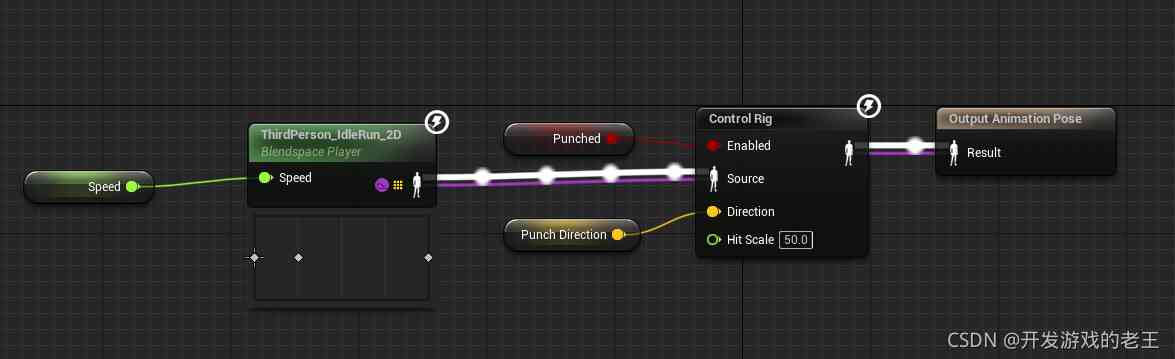 Speed
ThirdPerson_IdleRun_2D
Blendspace Player
Speed
Punched
Punch Direction
Control Rig
Enabled
Source
Direction
Hit Scale 50.0
Output Animation Pose
Result
CSDN @开发游戏的老王